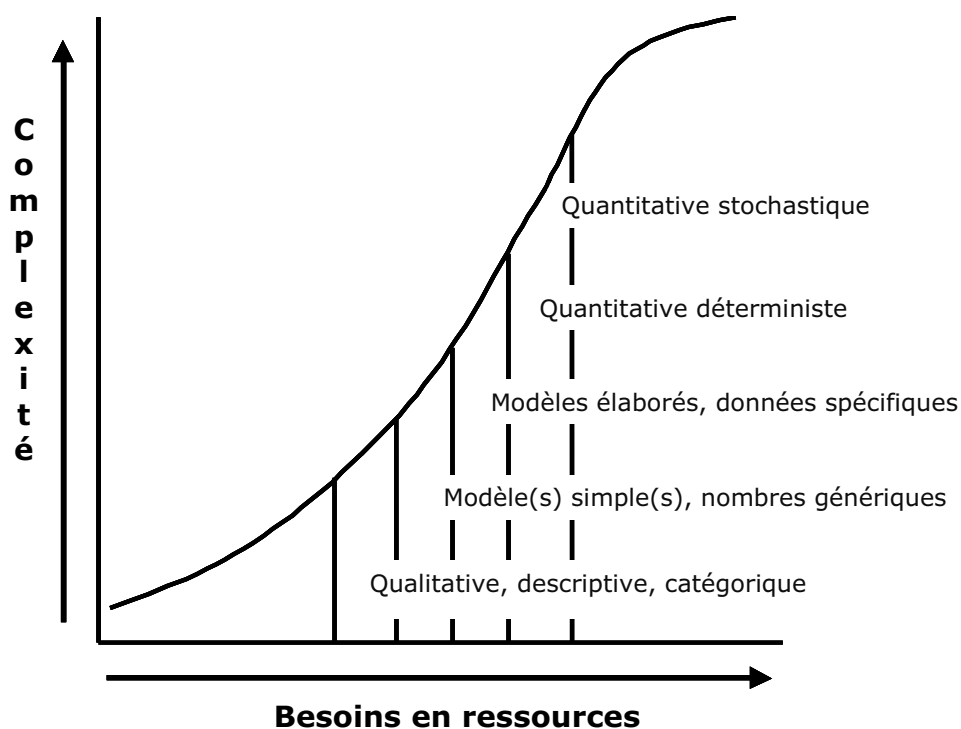 Complexité
Quantitative stochastique
Quantitative déterministe
Modèles élaborés, données spécifiques
Modèle(s) simple(s), nombres génériques
Qualitative, descriptive, catégorique
Besoins en ressources